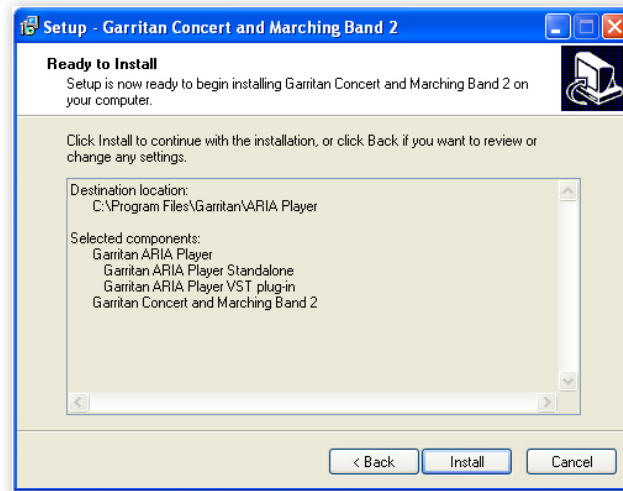 Setup - Garritan Concert and Marching Band 2
Ready to Install
Setup is now ready to begin installing Garritan Concert and Marching Band 2 on
your computer.
Click Install to continue with the installation, or click Back if you want to review or
change any settings.
Destination location:
C:\Program Files\Garritan\ARIA Player
Selected components:
Garritan ARIA Player
Garritan ARIA Player Standalone
Garritan ARIA Player VST plug-in
Garritan Concert and Marching Band 2
< Back
Install
Cancel